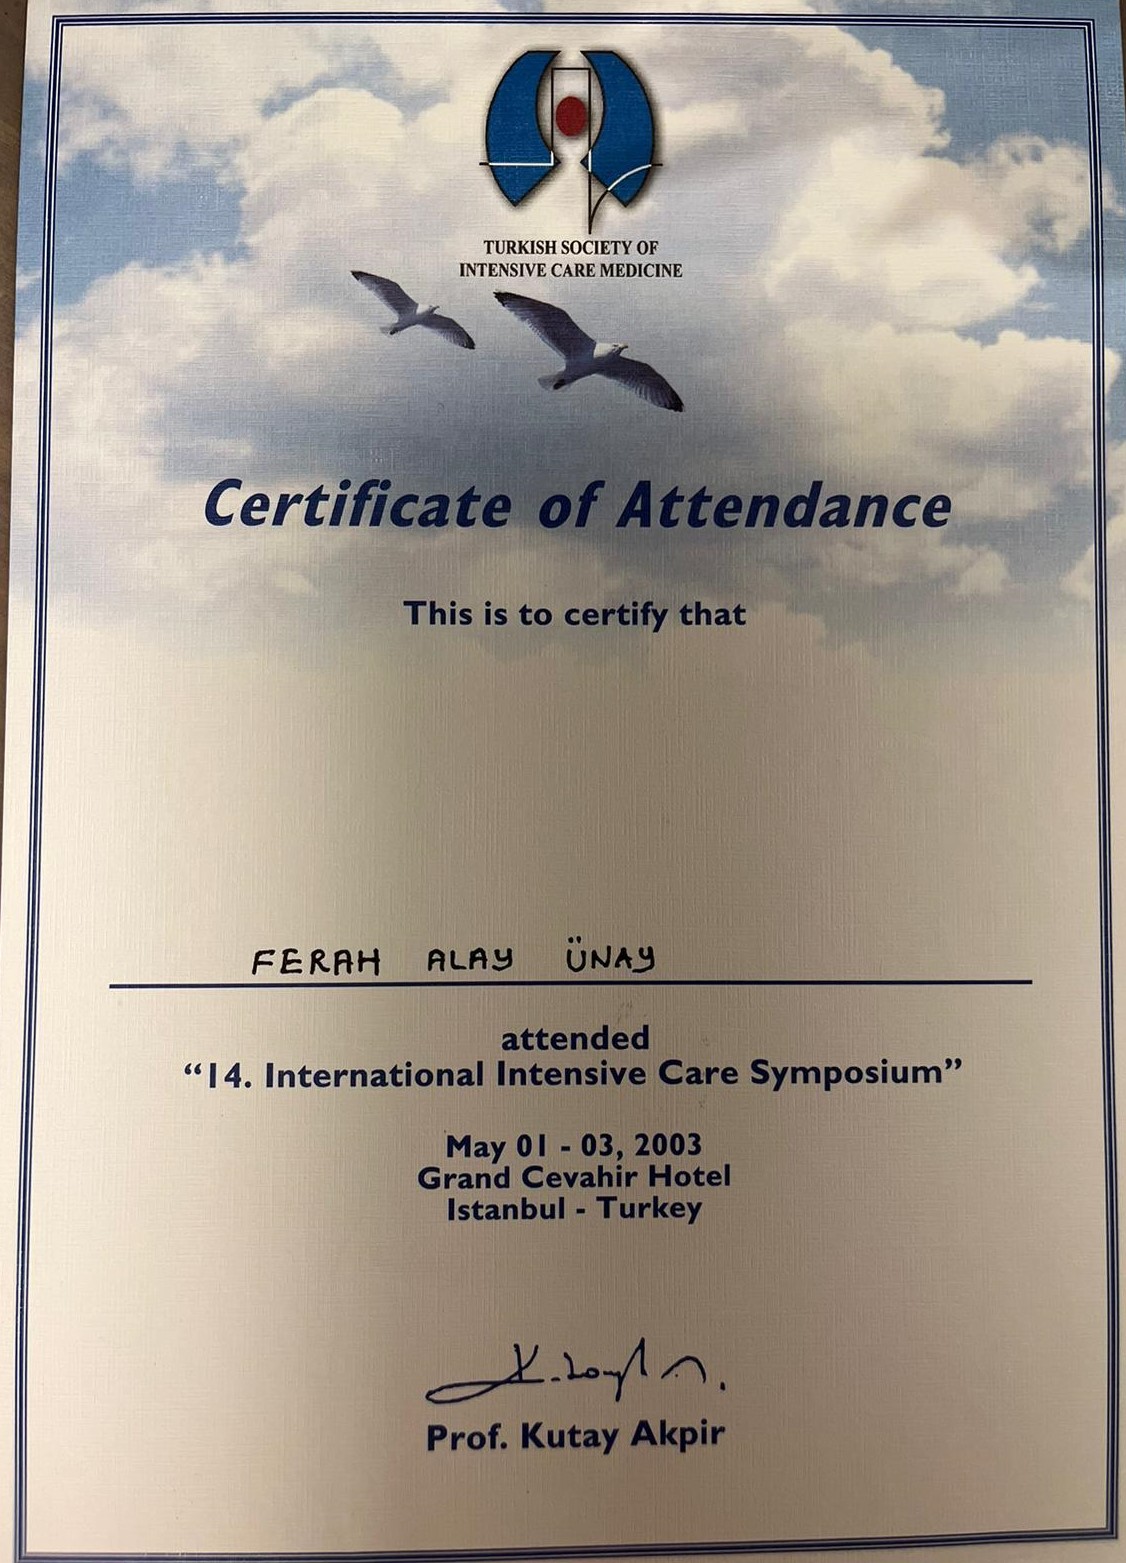 TURKISH SOCIETY OF
INTENSIVE CARE MEDICINE
Certificate of Attendance
This is to certify that
FERAH ALAY ÜNAY
attended
“14. International Intensive Care Symposium”
May 01 - 03, 2003
Grand Cevahir Hotel
Istanbul - Turkey
Prof. Kutay Akpir